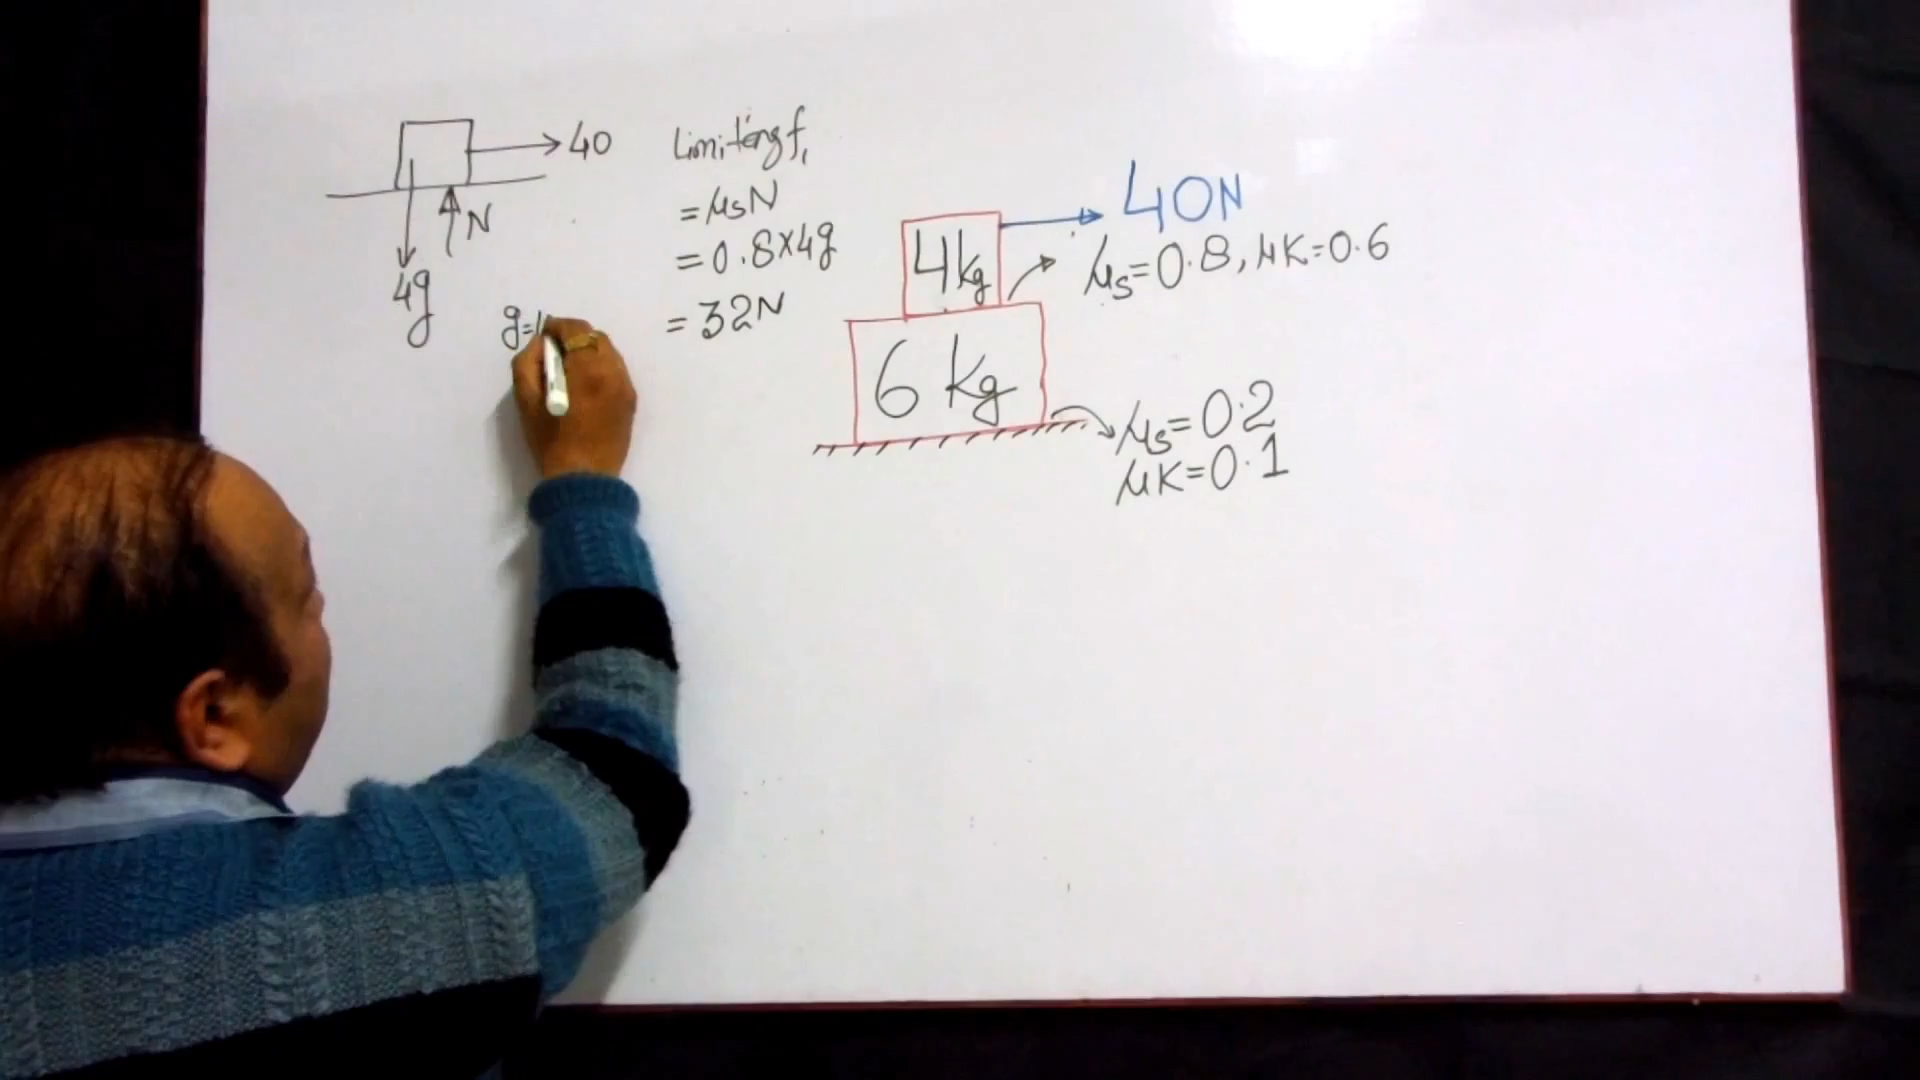 40
N
4g
g=1
Limiting f,
=μsN
=0.8×4g
=32N
40N
4kg
μs=0.8, μK=0.6
6 kg
μs=0.2
μK=0.1